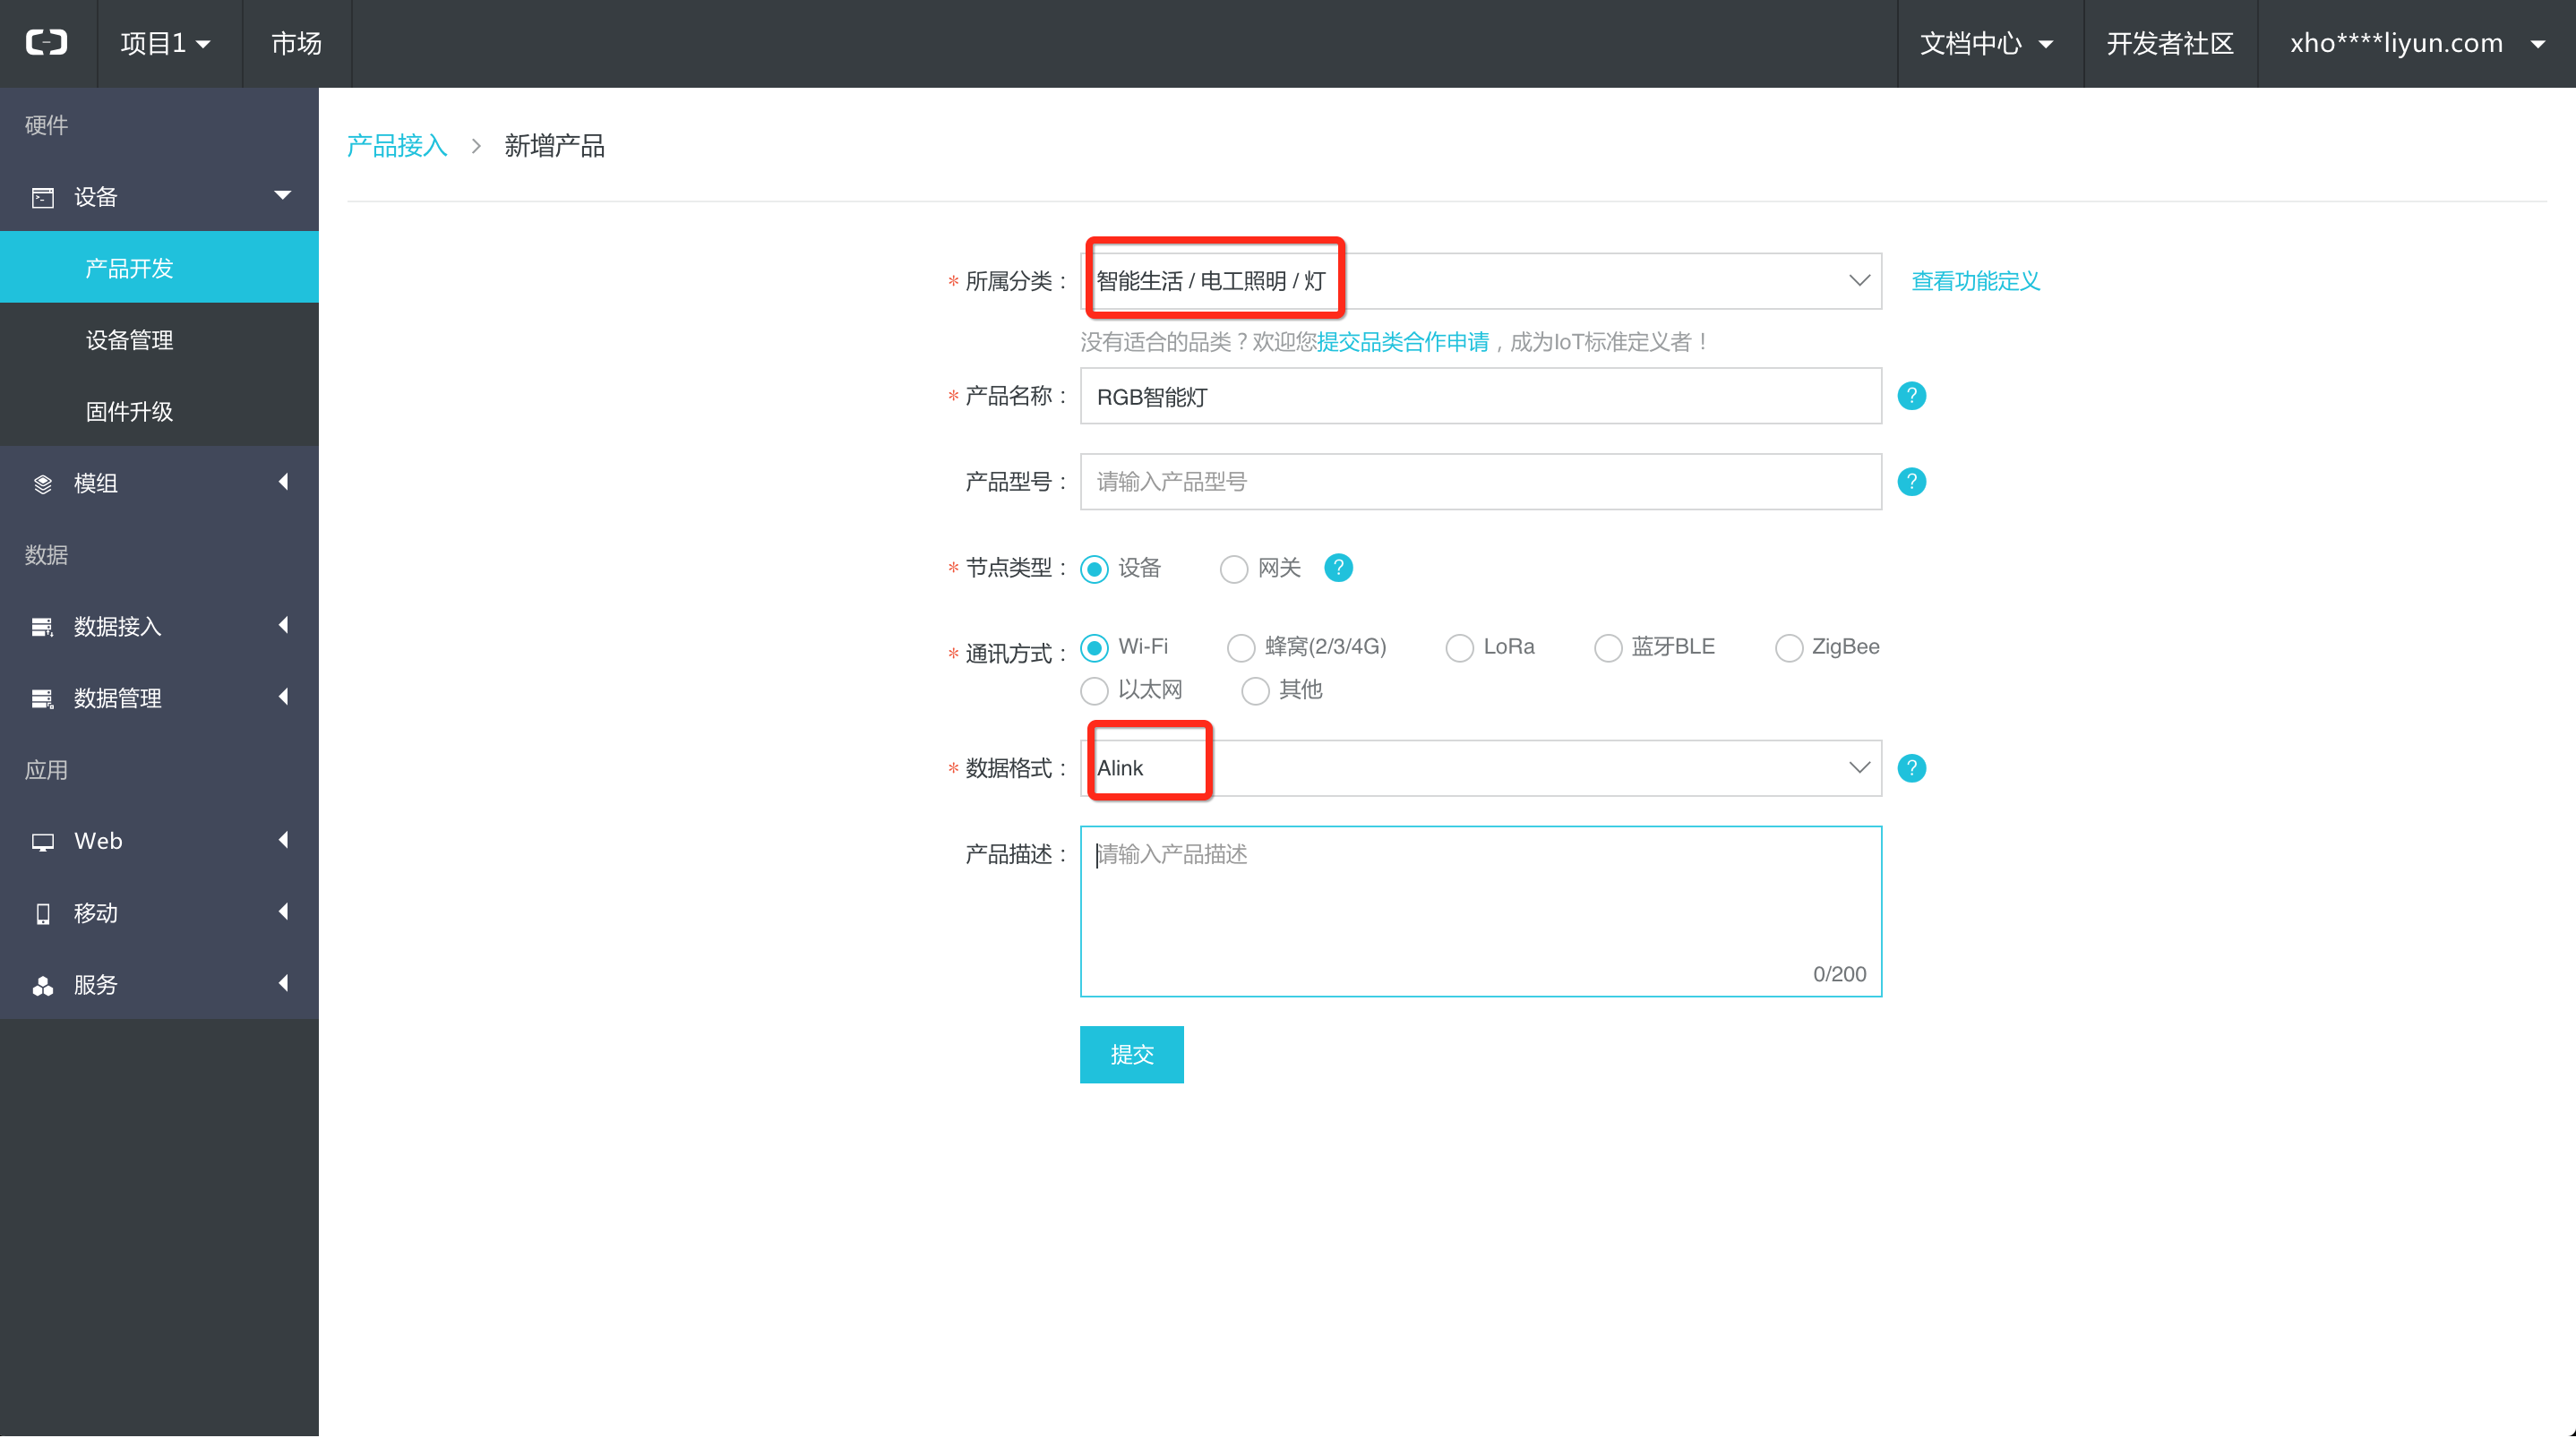 项目1
市场
文档中心
开发者社区
xho****liyun.com
硬件
设备
产品开发
设备管理
固件升级
模组
数据
数据接入
数据管理
应用
Web
移动
服务
产品接入 > 新增产品
* 所属分类： 智能生活 / 电工照明 / 灯 查看功能定义
没有适合的品类？欢迎您提交品类合作申请，成为IoT标准定义者！
* 产品名称： RGB智能灯 ?
产品型号： 请输入产品型号 ?
* 节点类型： 设备 网关 ?
* 通讯方式： Wi-Fi 蜂窝(2/3/4G) LoRa 蓝牙BLE ZigBee
以太网 其他
* 数据格式： Alink ?
产品描述： 请输入产品描述
0/200
提交